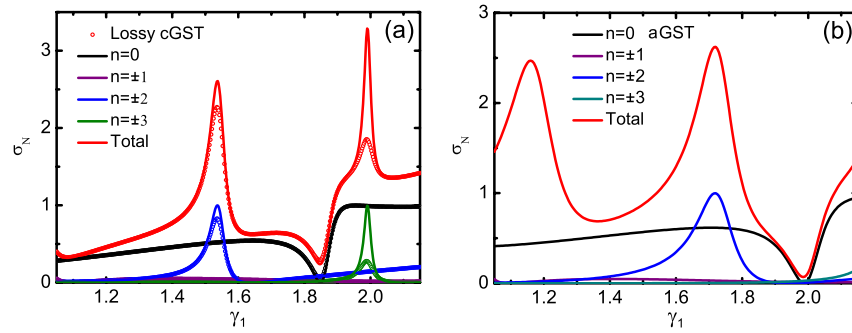 (a)
Lossy cGST
n=0
n=±1
n=±2
n=±3
Total
σN
3
2
1
0
1.2 1.4 1.6 1.8 2.0
γ1
(b)
n=0 aGST
n=±1
n=±2
n=±3
Total
σN
3
2
1
0
1.2 1.4 1.6 1.8 2.0
γ1